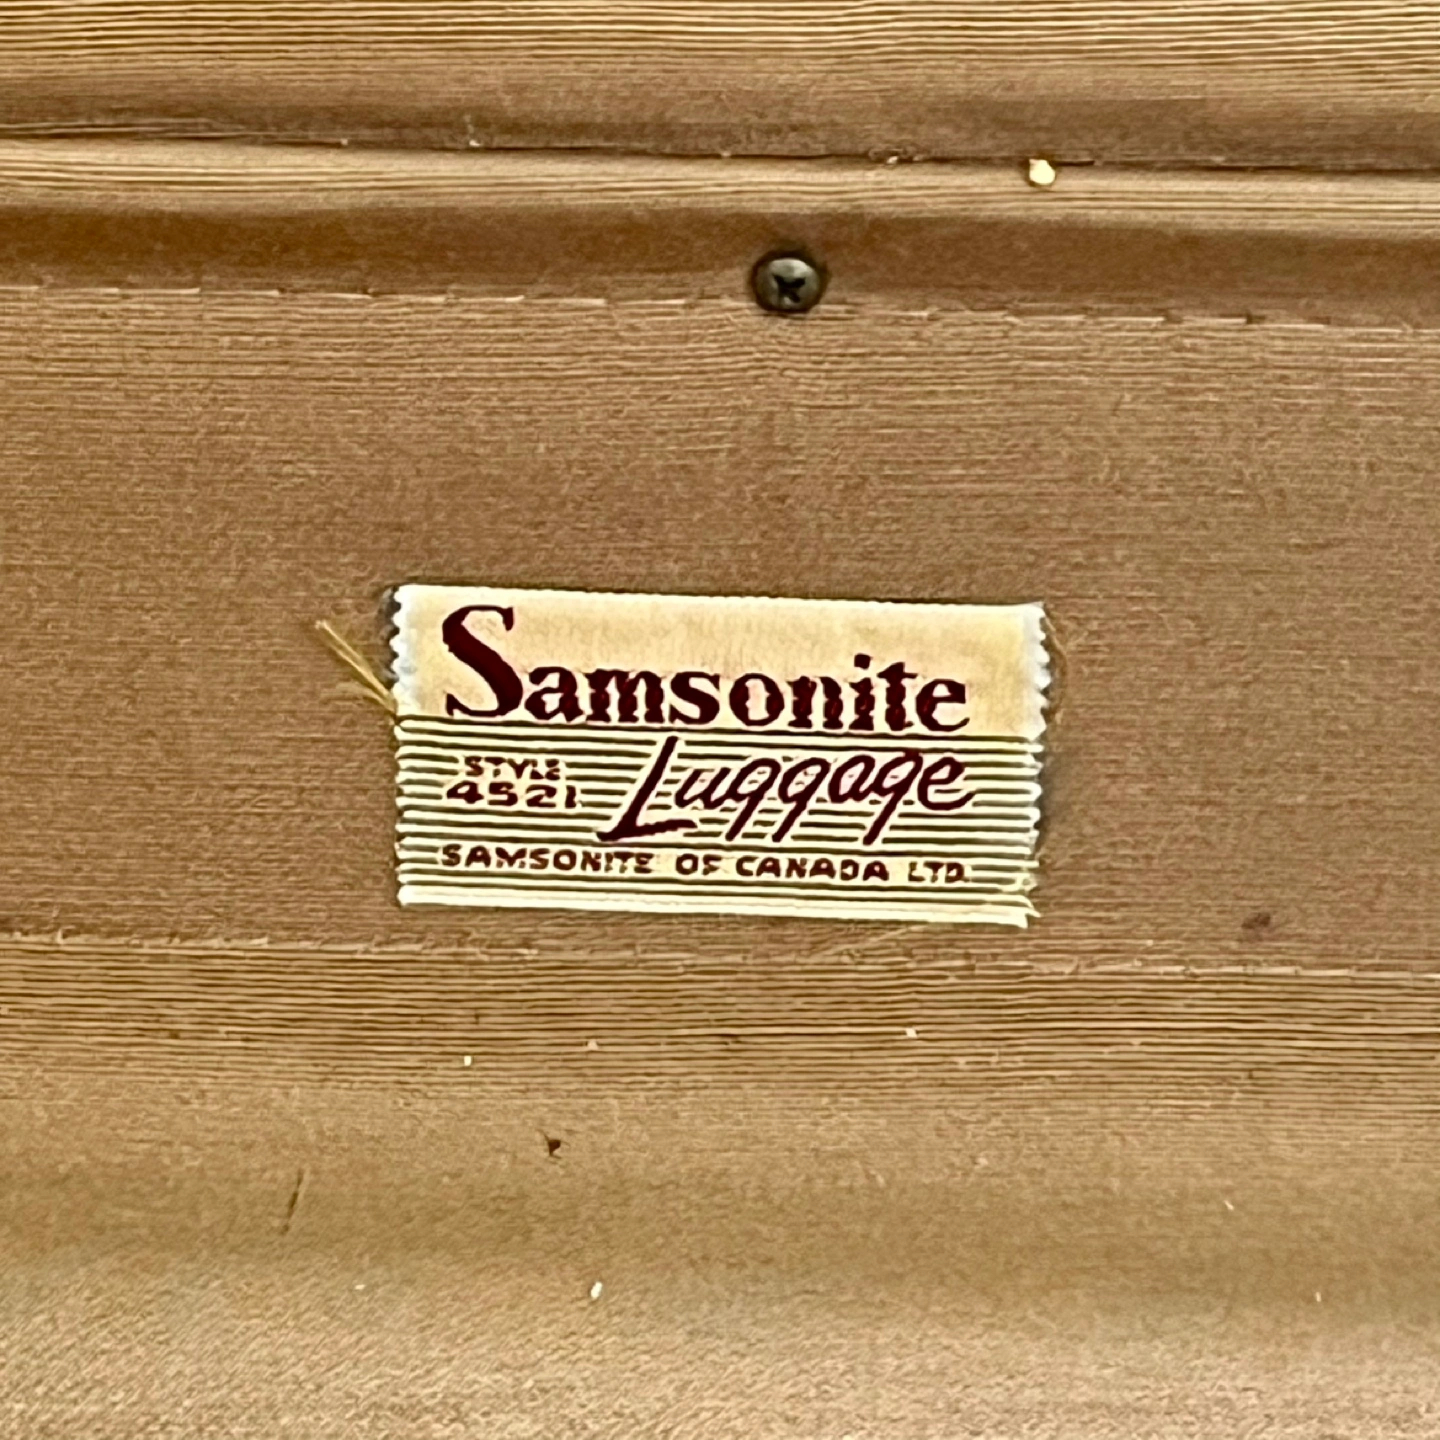 Samsonite
Luggage
STYLE
4521
SAMSONITE OF CANADA LTD.